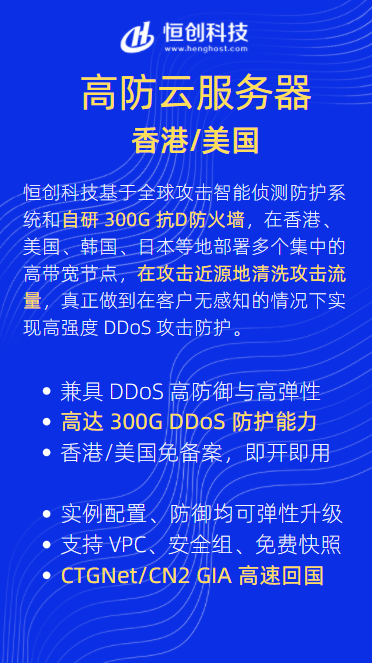 恒创科技
www.henghost.com
高防云服务器
香港/美国
恒创科技基于全球攻击智能侦测防护系
统和自研 300G 抗D防火墙，在香港、
美国、韩国、日本等地部署多个集中的
高带宽节点，在攻击近源地清洗攻击流
量，真正做到在客户无感知的情况下实
现高强度 DDoS 攻击防护。
• 兼具 DDoS 高防御与高弹性
• 高达 300G DDoS 防护能力
• 香港/美国免备案，即开即用
• 实例配置、防御均可弹性升级
• 支持 VPC、安全组、免费快照
• CTGNet/CN2 GIA 高速回国